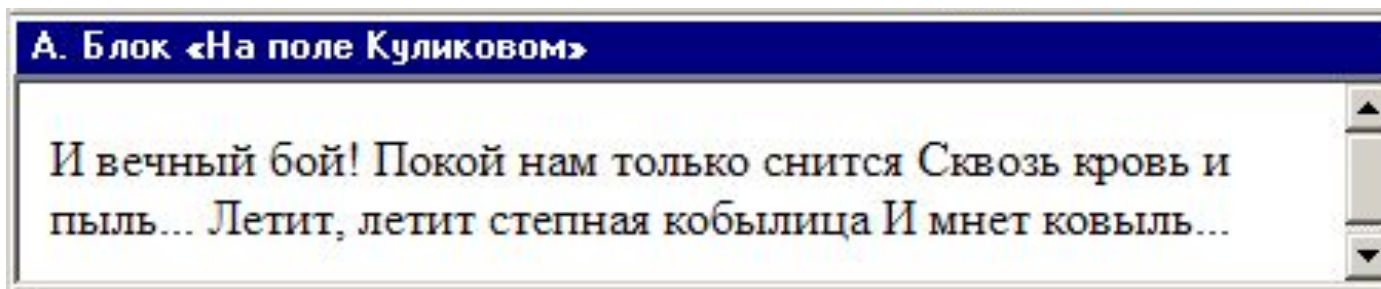 А. Блок «На поле Куликовом»
И вечный бой! Покой нам только снится Сквозь кровь и
пыль... Летит, летит степная кобылица И мнет ковыль...